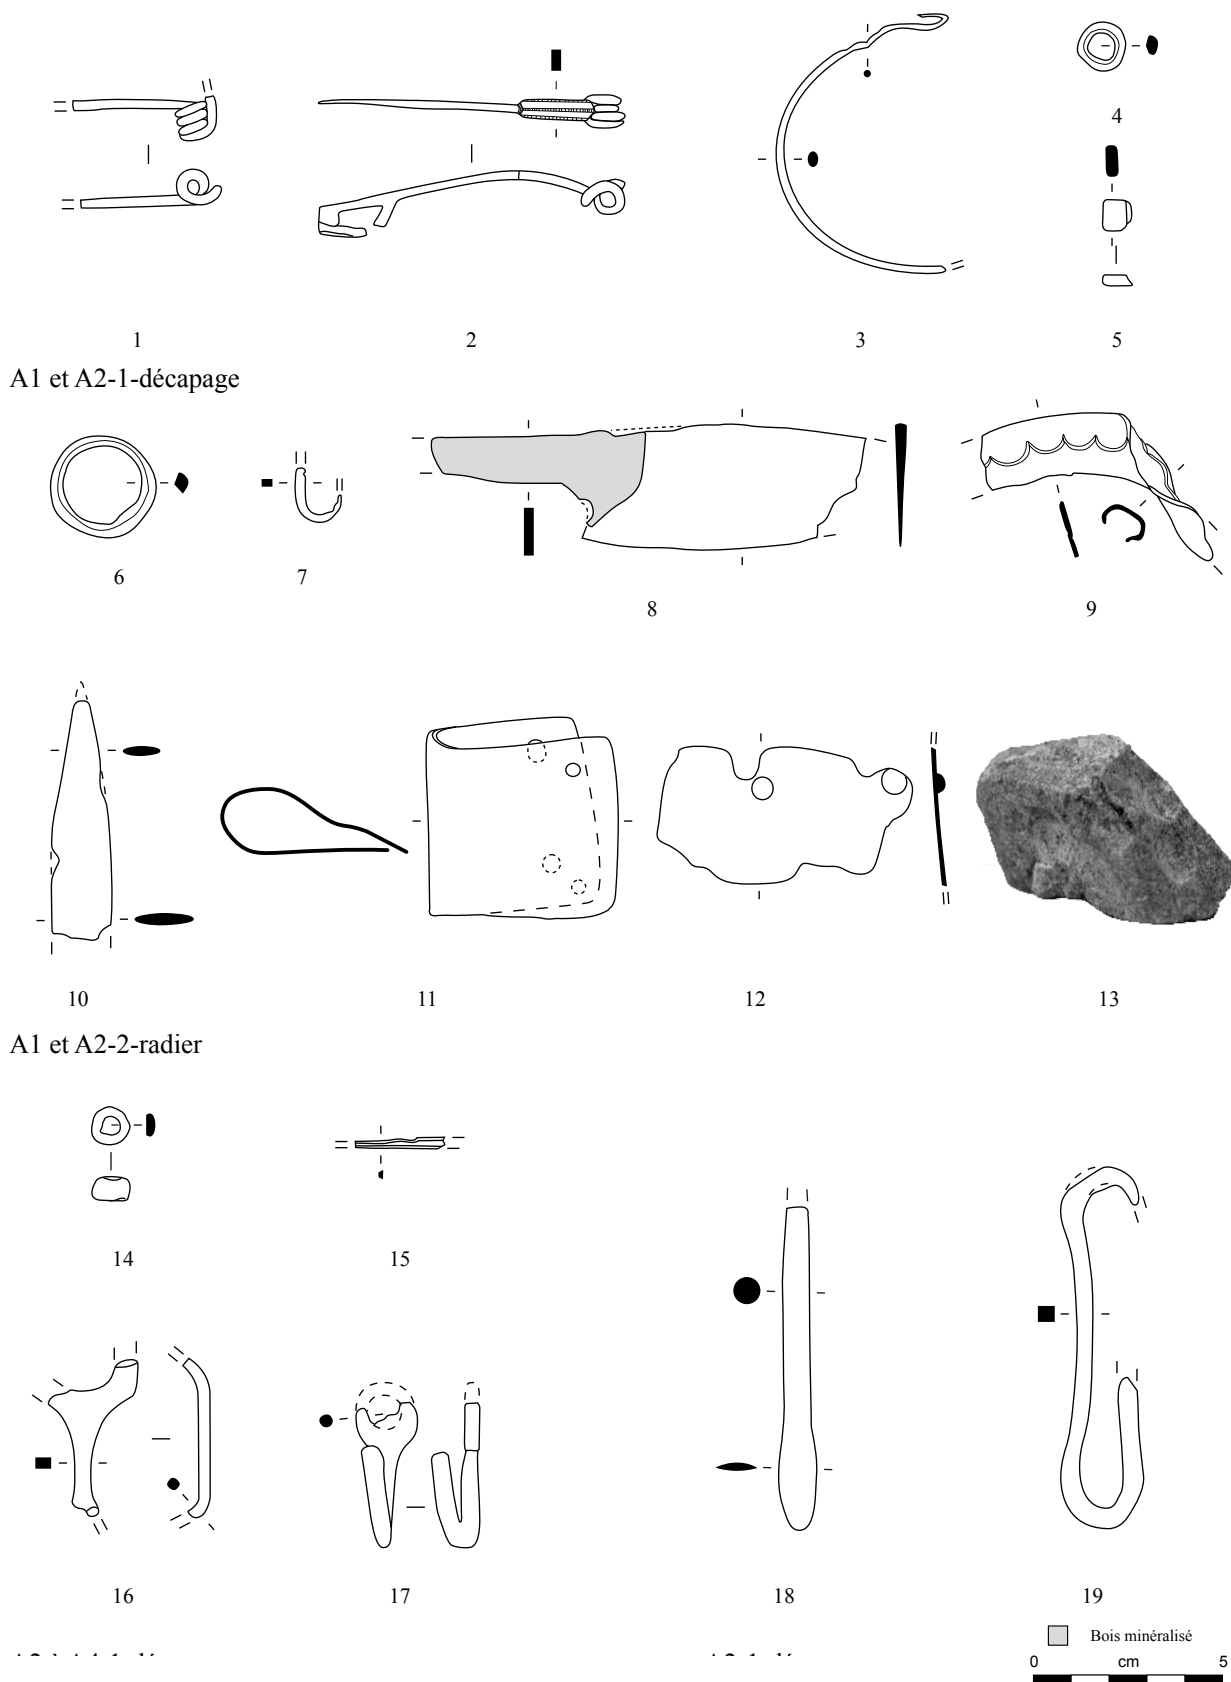 1 2 3 4 5
A1 et A2-1-décapage
6 7 8 9
10 11 12 13
A1 et A2-2-radier
14 15
16 17 18 19
Bois minéralisé
0 cm 5